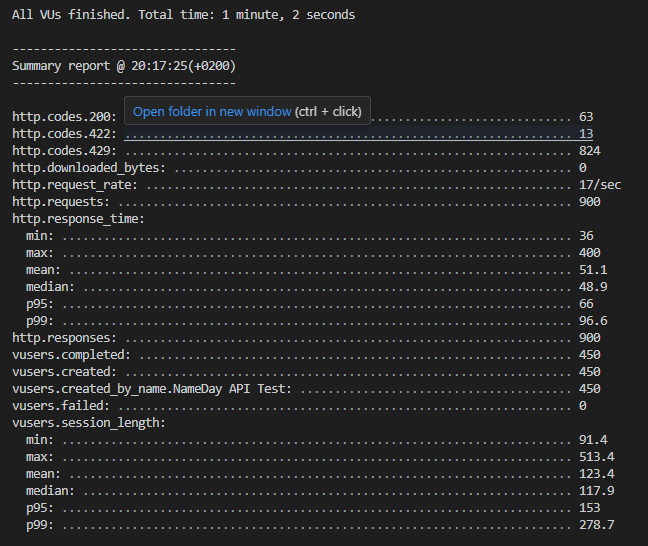 All VUs finished. Total time: 1 minute, 2 seconds
--------------------------------
Summary report @ 20:17:25(+0200)
--------------------------------
Open folder in new window (ctrl + click)
http.codes.200: ............................. 63
http.codes.422: ................................................................. 13
http.codes.429: ................................................................. 824
http.downloaded_bytes: .......................................................... 0
http.request_rate: .............................................................. 17/sec
http.requests: .................................................................. 900
http.response_time:
  min: .......................................................................... 36
  max: .......................................................................... 400
  mean: ......................................................................... 51.1
  median: ....................................................................... 48.9
  p95: .......................................................................... 66
  p99: .......................................................................... 96.6
http.responses: ................................................................. 900
vusers.completed: ............................................................... 450
vusers.created: ................................................................. 450
vusers.created_by_name.NameDay API Test: ........................................ 450
vusers.failed: .................................................................. 0
vusers.session_length:
  min: .......................................................................... 91.4
  max: .......................................................................... 513.4
  mean: ......................................................................... 123.4
  median: ....................................................................... 117.9
  p95: .......................................................................... 153
  p99: .......................................................................... 278.7